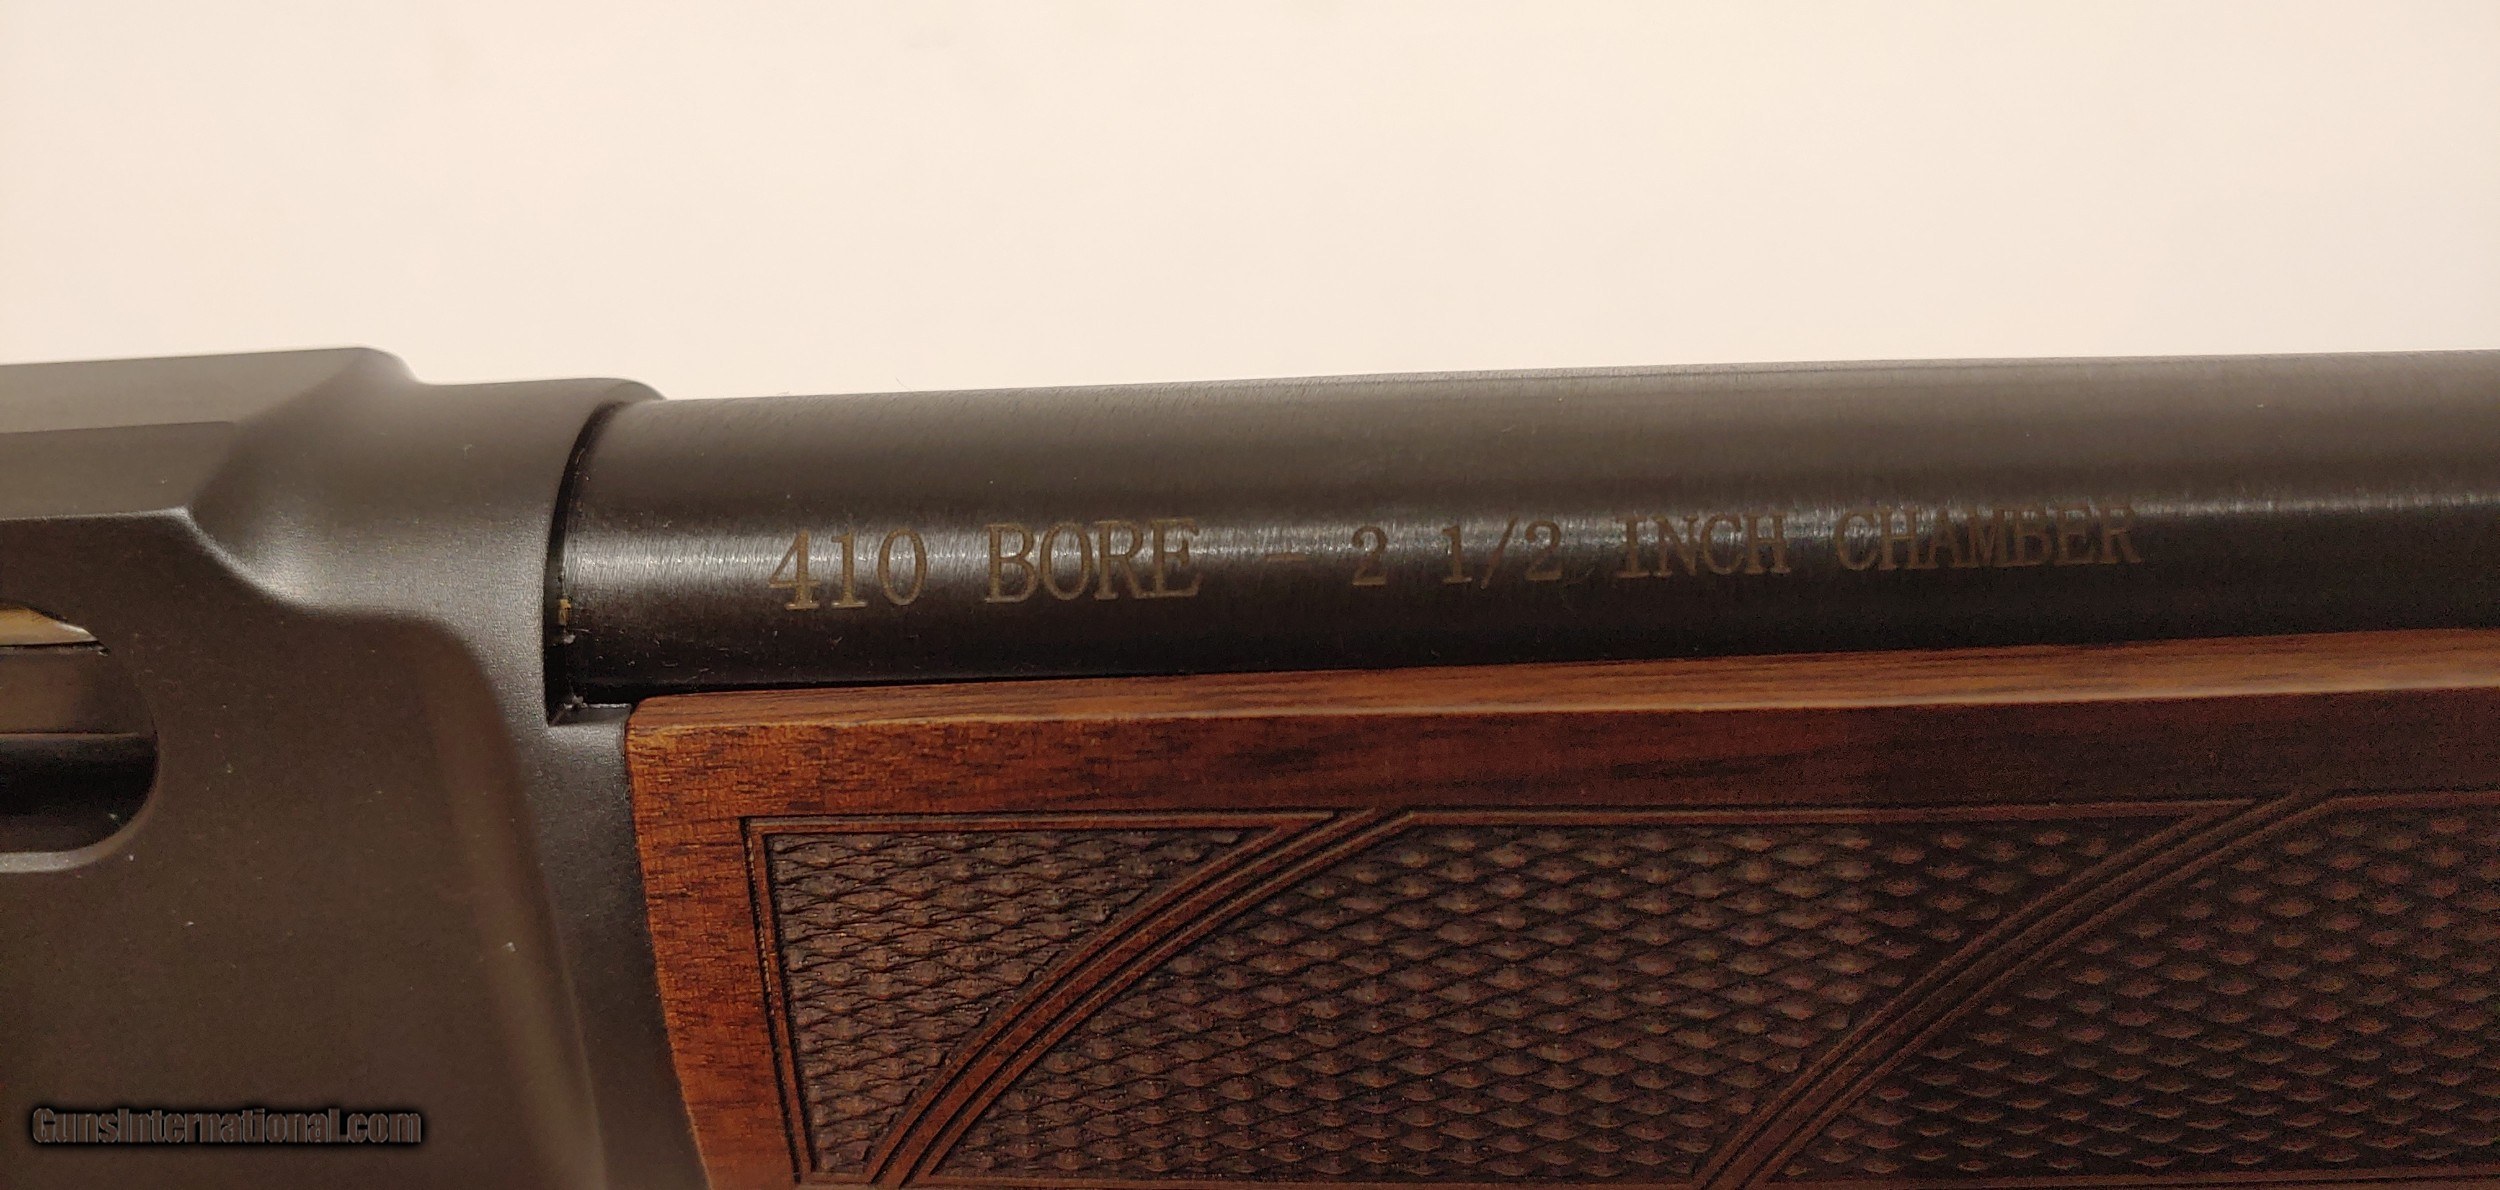 410 BORE - 2 1/2 INCH CHAMBER
GunsInternational.com